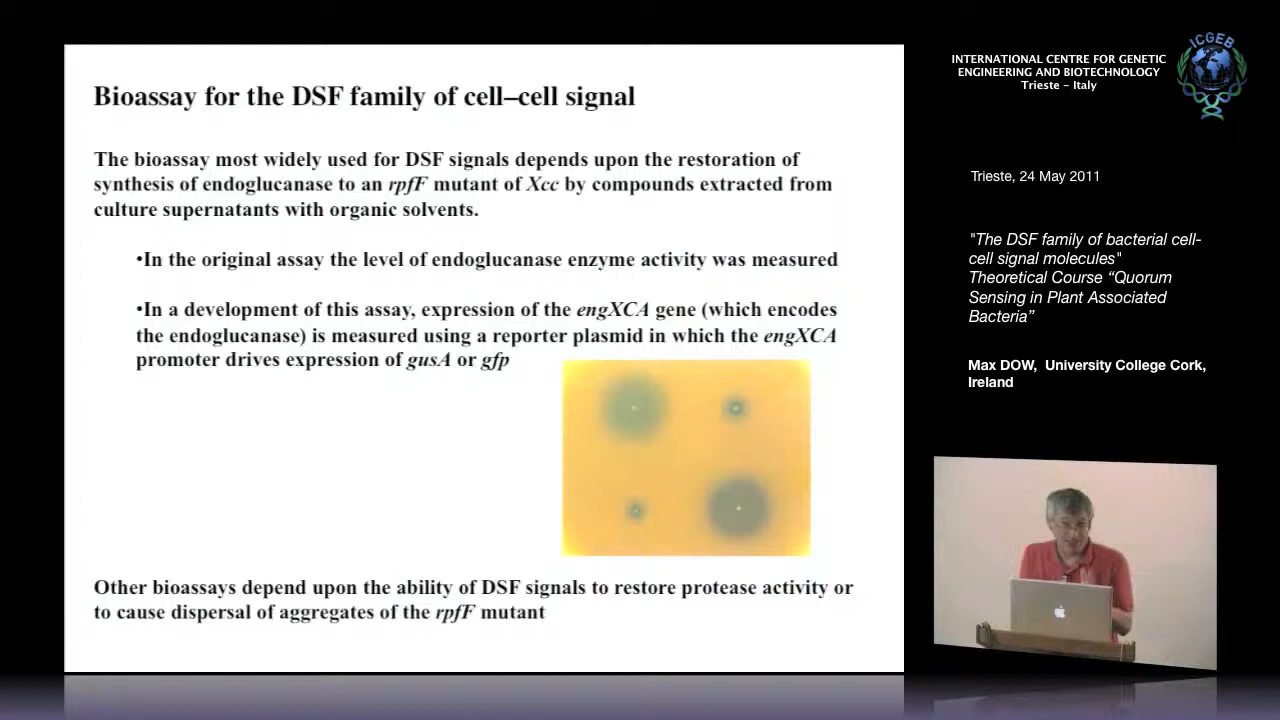 Bioassay for the DSF family of cell–cell signal
The bioassay most widely used for DSF signals depends upon the restoration of
synthesis of endoglucanase to an rpfF mutant of Xcc by compounds extracted from
culture supernatants with organic solvents.
•In the original assay the level of endoglucanase enzyme activity was measured
•In a development of this assay, expression of the engXCA gene (which encodes
the endoglucanase) is measured using a reporter plasmid in which the engXCA
promoter drives expression of gusA or gfp
Other bioassays depend upon the ability of DSF signals to restore protease activity or
to cause dispersal of aggregates of the rpfF mutant
INTERNATIONAL CENTRE FOR GENETIC
ENGINEERING AND BIOTECHNOLOGY
Trieste - Italy
ICGEB
Trieste, 24 May 2011
"The DSF family of bacterial cell-
cell signal molecules"
Theoretical Course “Quorum
Sensing in Plant Associated
Bacteria”
Max DOW, University College Cork,
Ireland